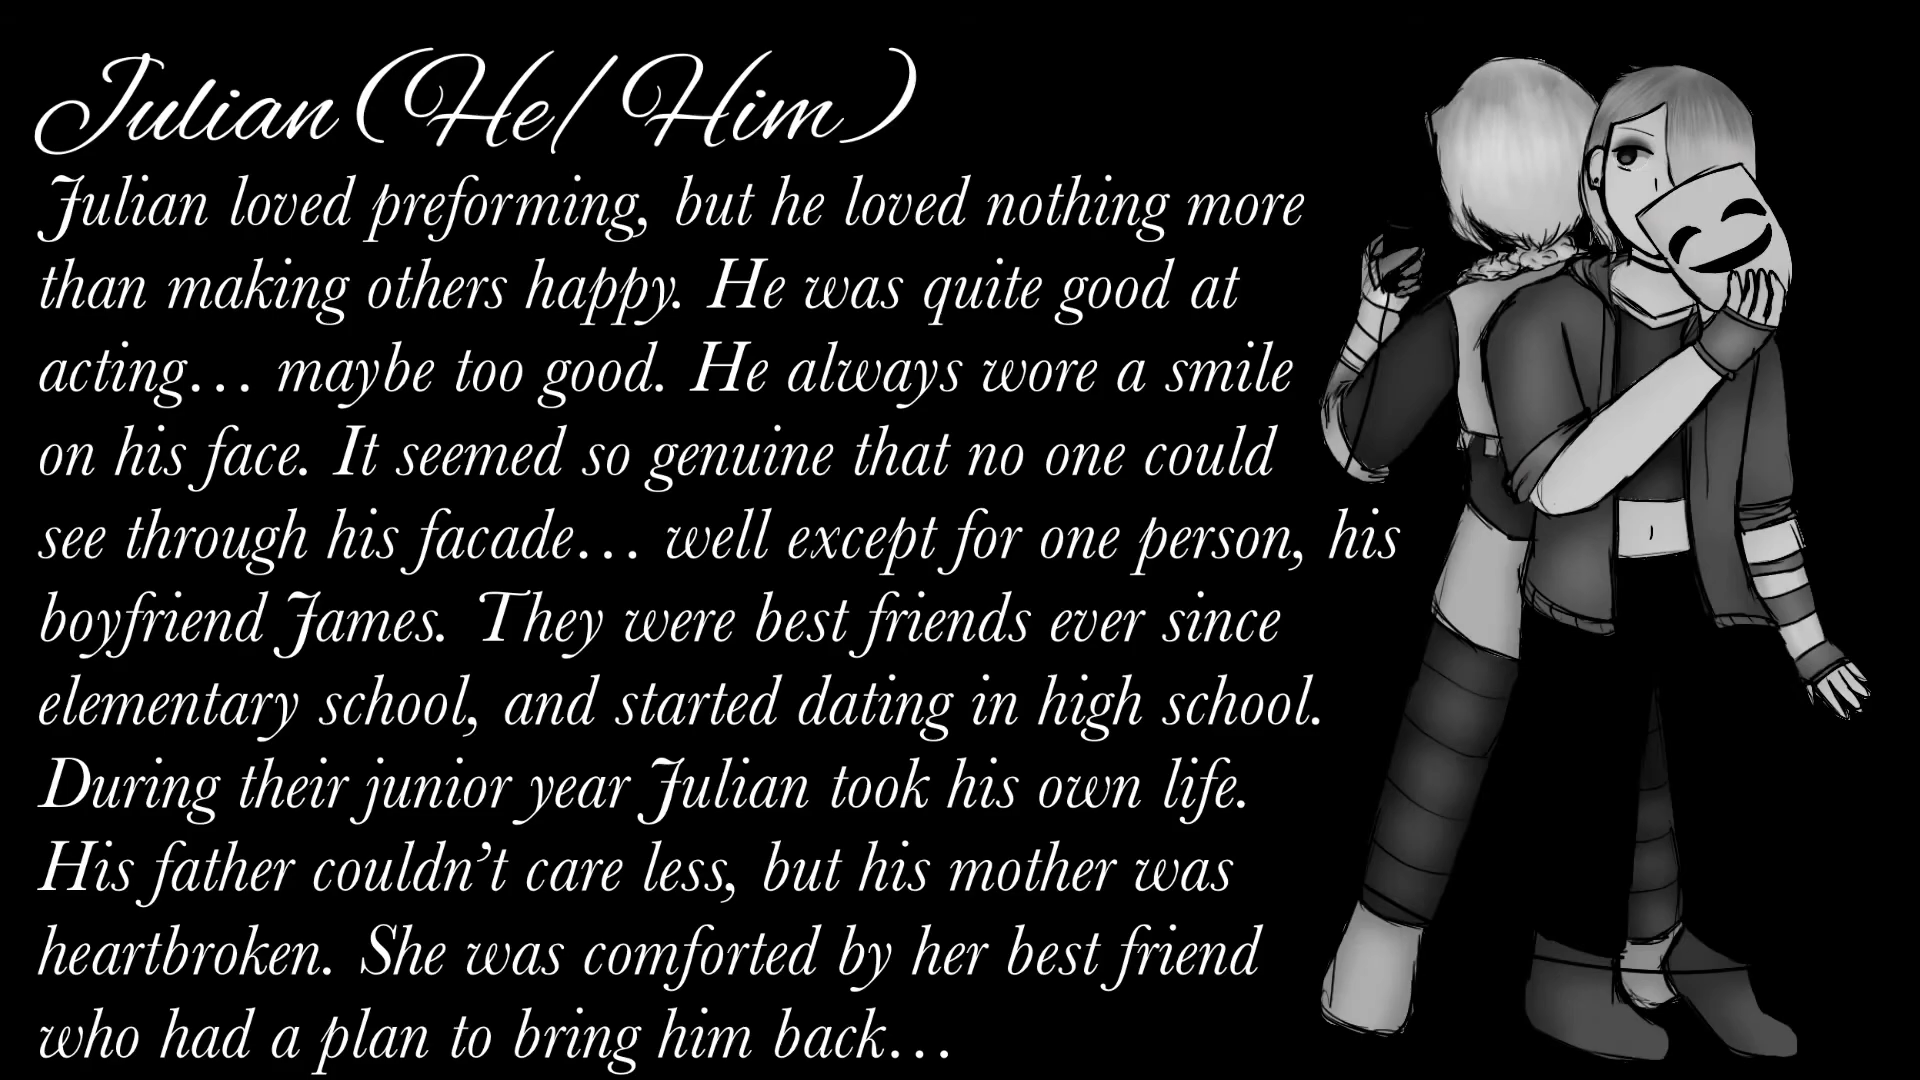 Julian (He/Him)
Julian loved preforming, but he loved nothing more
than making others happy. He was quite good at
acting... maybe too good. He always wore a smile
on his face. It seemed so genuine that no one could
see through his facade... well except for one person, his
boyfriend James. They were best friends ever since
elementary school, and started dating in high school.
During their junior year Julian took his own life.
His father couldn't care less, but his mother was
heartbroken. She was comforted by her best friend
who had a plan to bring him back...